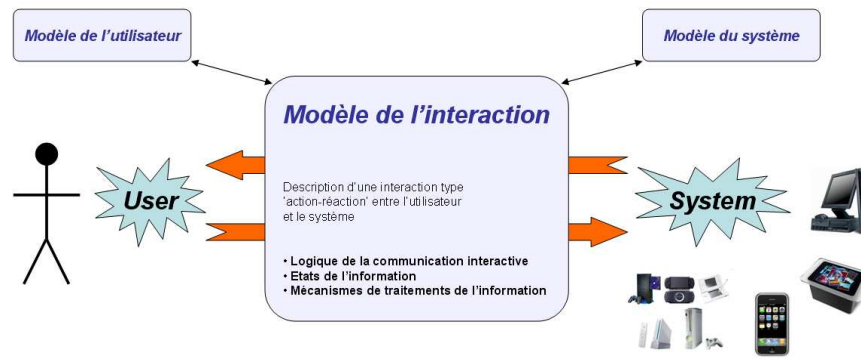 Modèle de l'utilisateur
Modèle du système
Modèle de l'interaction
User
System
Description d'une interaction type
'action-réaction' entre l'utilisateur
et le système
• Logique de la communication interactive
• Etats de l'information
• Mécanismes de traitements de l'information